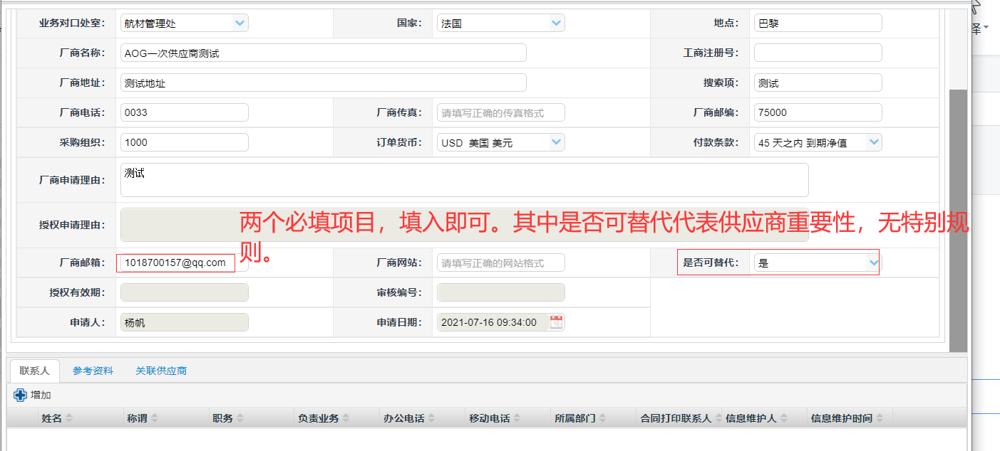 业务对口处室： 航材管理处 国家： 法国 地点： 巴黎
厂商名称： AOG一次供应商测试 工商注册号：
厂商地址： 测试地址 搜索项： 测试
厂商电话： 0033 厂商传真： 请填写正确的传真格式 厂商邮编： 75000
采购组织： 1000 订单货币： USD 美国 美元 付款条款： 45 天之内 到期净值
厂商申请理由： 测试
授权申请理由：
两个必填项目，填入即可。其中是否可替代代表供应商重要性，无特别规
则。
厂商邮箱： 1018700157@qq.com 厂商网站： 请填写正确的网站格式 是否可替代： 是
授权有效期： 审核编号：
申请人： 杨帆 申请日期： 2021-07-16 09:34:00
联系人 参考资料 关联供应商
增加
姓名 称谓 职务 负责业务 办公电话 移动电话 所属部门 合同打印联系人 信息维护人 信息维护时间